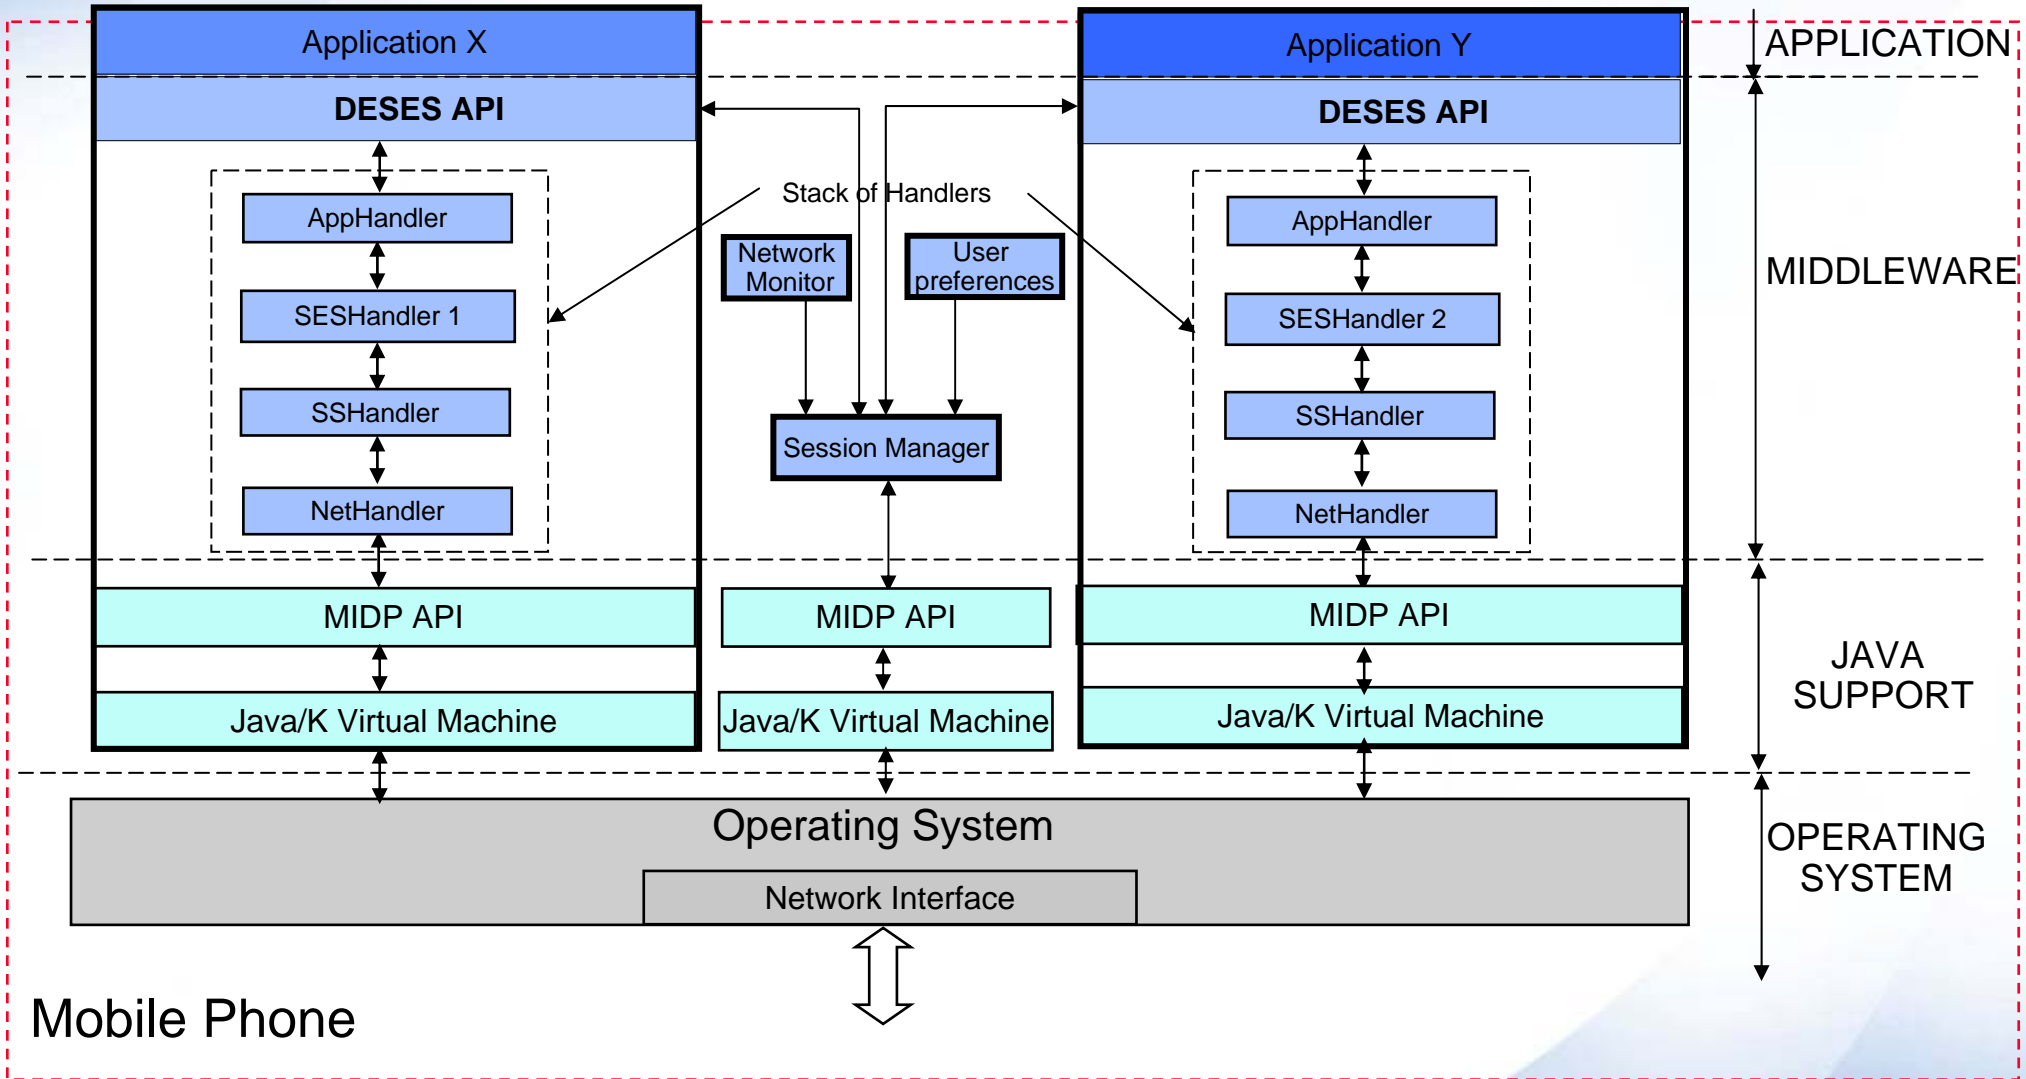 Application X
Application Y
APPLICATION
DESES API
DESES API
Stack of Handlers
AppHandler
AppHandler
Network
Monitor
User
preferences
MIDDLEWARE
SESHandler 1
SESHandler 2
SSHandler
SSHandler
Session Manager
NetHandler
NetHandler
MIDP API
MIDP API
MIDP API
JAVA
SUPPORT
Java/K Virtual Machine
Java/K Virtual Machine
Java/K Virtual Machine
Operating System
OPERATING
SYSTEM
Network Interface
Mobile Phone